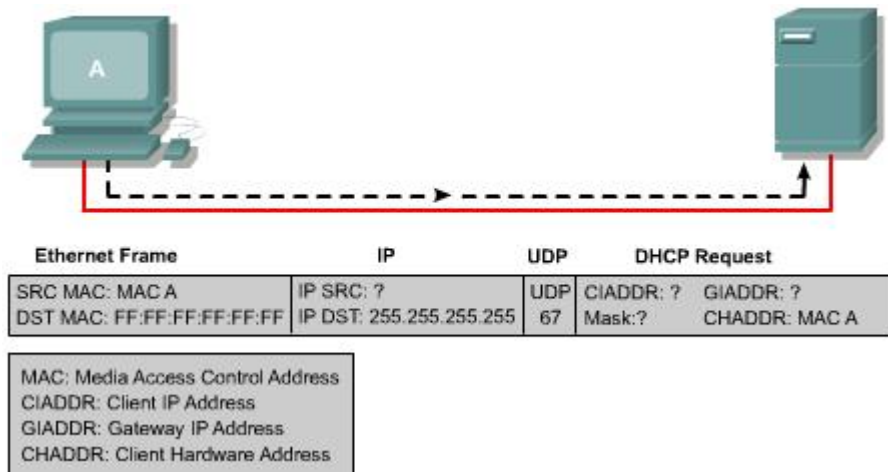 A
Ethernet Frame IP UDP DHCP Request
SRC MAC: MAC A IP SRC: ? UDP CIADDR: ? GIADDR: ?
DST MAC: FF:FF:FF:FF:FF:FF IP DST: 255.255.255.255 67 Mask:? CHADDR: MAC A
MAC: Media Access Control Address
CIADDR: Client IP Address
GIADDR: Gateway IP Address
CHADDR: Client Hardware Address